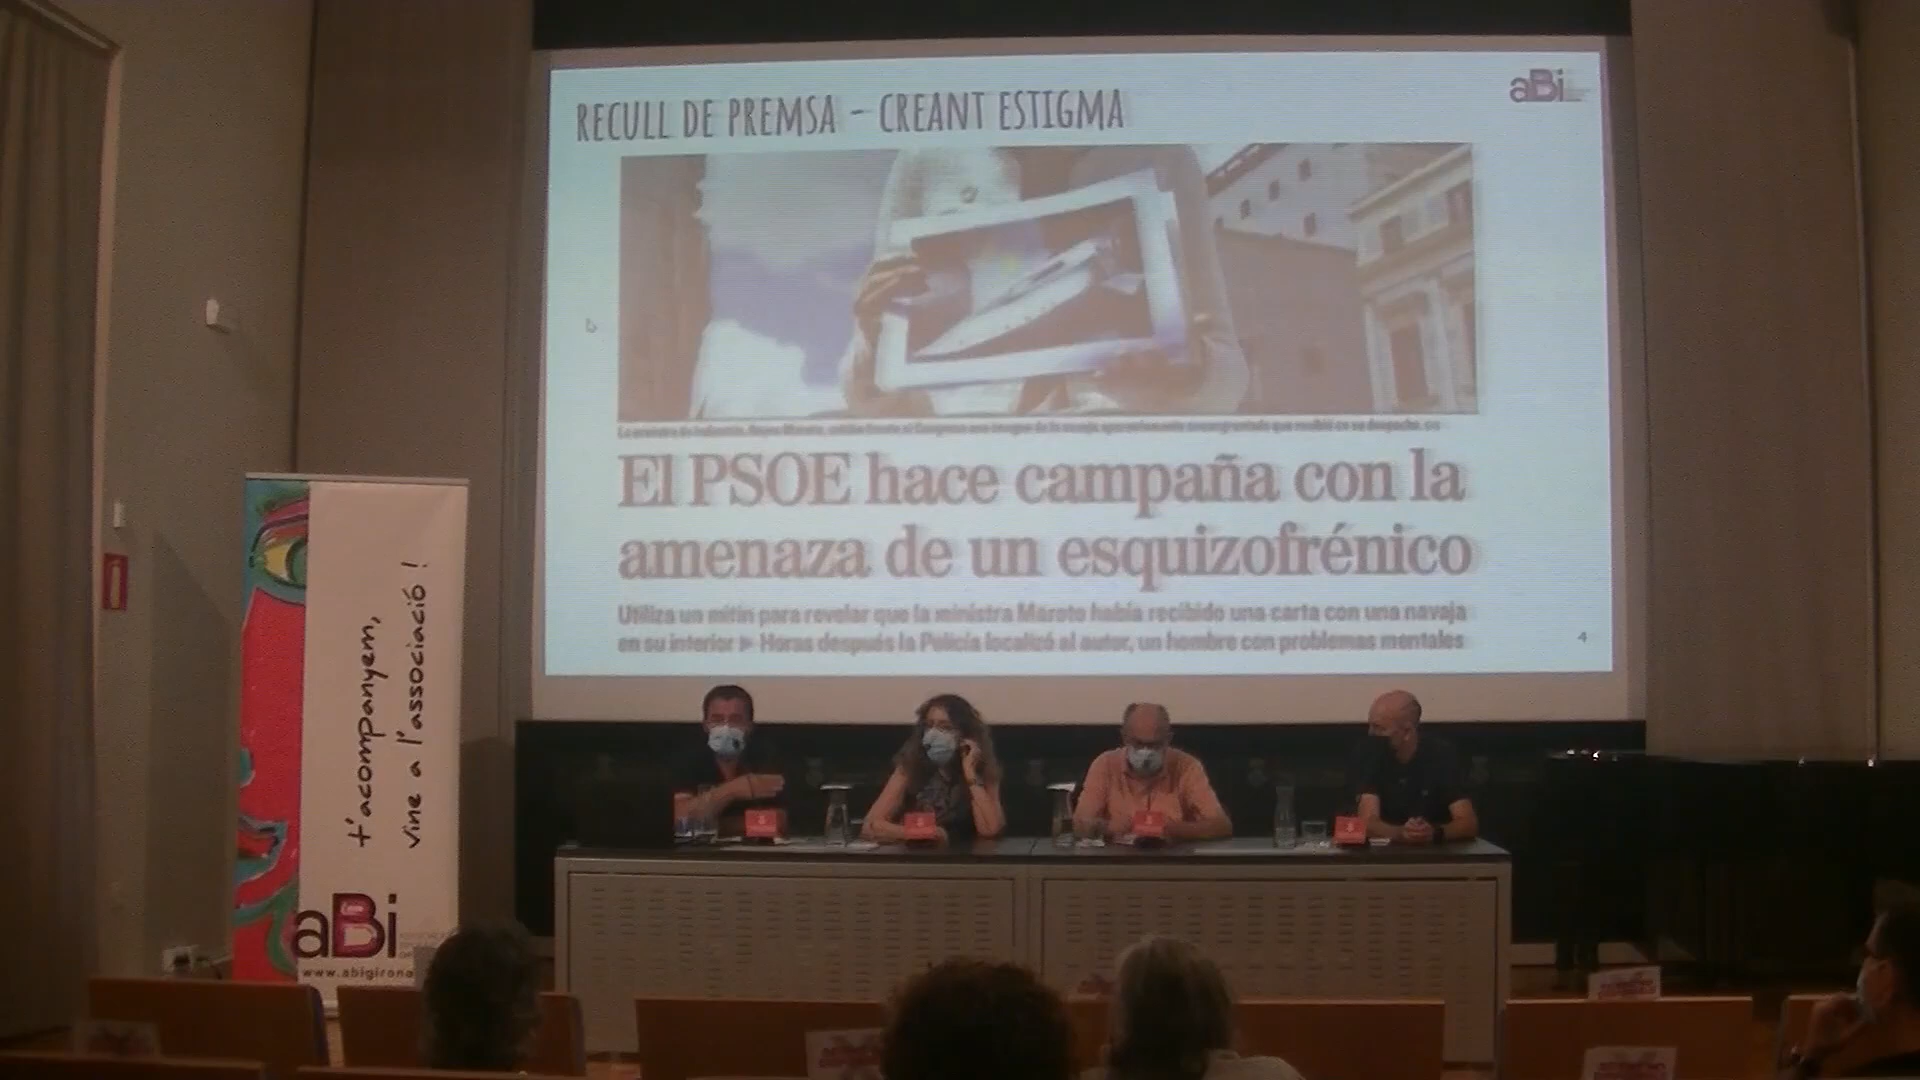 RECULL DE PREMSA - CREANT ESTIGMA
aBi
El PSOE hace campaña con la
amenaza de un esquizofrénico
Utiliza un mitin para revelar que la ministra Maroto había recibido una carta con una navaja
en su interior ▶ Horas después la Policía localizó al autor, un hombre con problemas mentales
4
t'acompanyem,
vine a l'associació !
aBi
www.abigirona